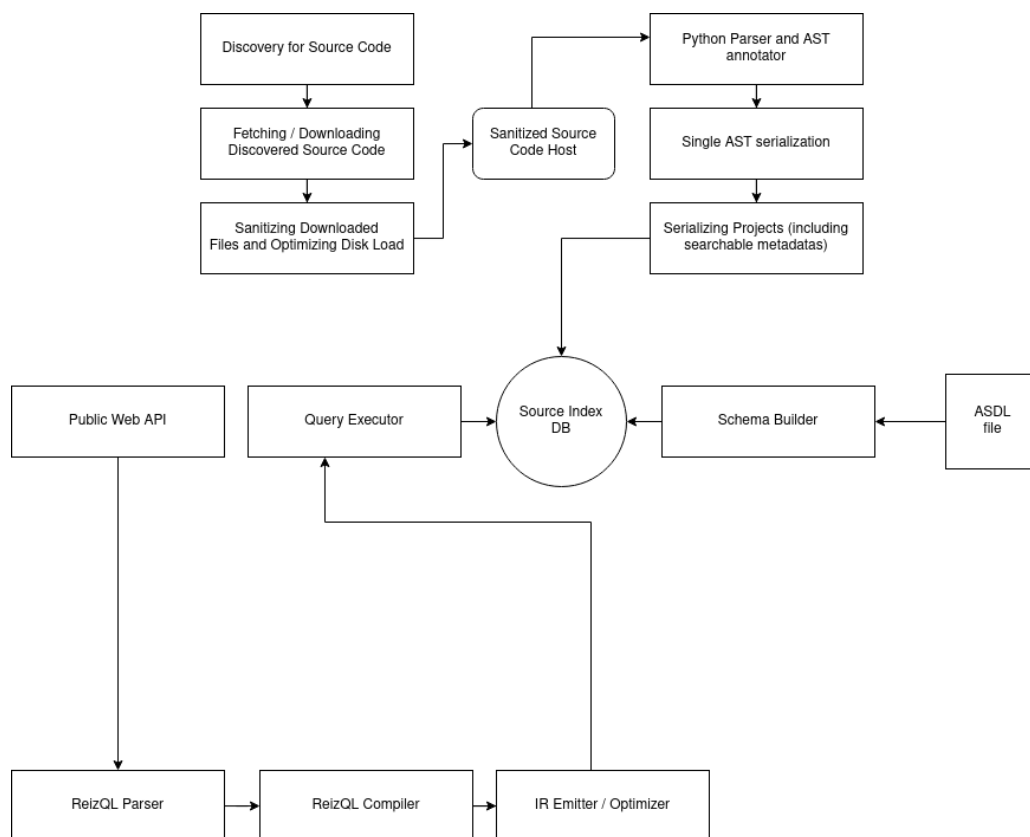 Discovery for Source Code
Fetching / Downloading
Discovered Source Code
Sanitizing Downloaded
Files and Optimizing Disk Load
Sanitized Source
Code Host
Python Parser and AST
annotator
Single AST serialization
Serializing Projects (including
searchable metadatas)
Public Web API
Query Executor
Source Index
DB
Schema Builder
ASDL
file
ReizQL Parser
ReizQL Compiler
IR Emitter / Optimizer